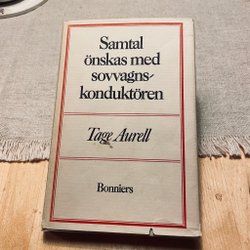 Samtal
önskas med
sovvagns-
konduktören
Tage Aurell
Bonniers